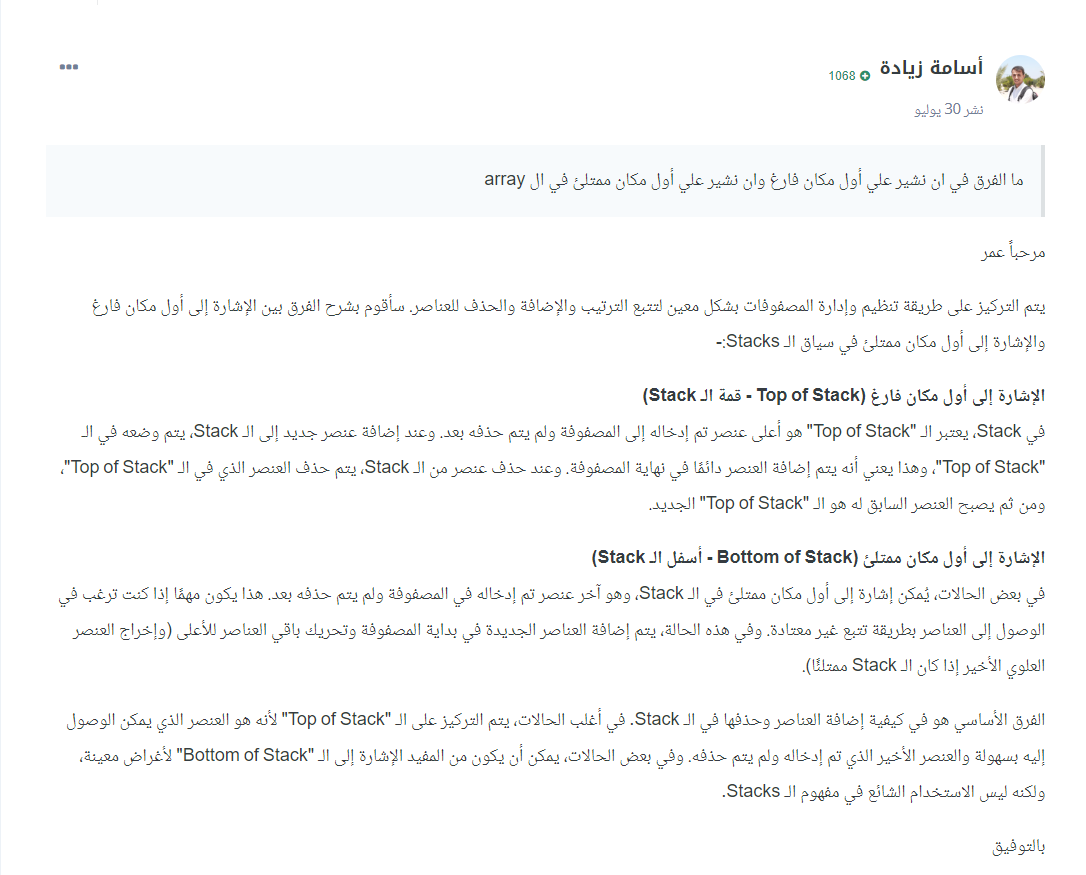 أسامة زيادة
1068
نشر 30 يوليو
ما الفرق في ان نشير علي أول مكان فارغ وان نشير علي أول مكان ممتلئ في ال array
مرحباً عمر
يتم التركيز على طريقة تنظيم وإدارة المصفوفات بشكل معين لتتبع الترتيب والإضافة والحذف للعناصر. سأقوم بشرح الفرق بين الإشارة إلى أول مكان فارغ
والإشارة إلى أول مكان ممتلئ في سياق الـ Stacks:-
الإشارة إلى أول مكان فارغ (Top of Stack - قمة الـ Stack)
في Stack، يعتبر الـ "Top of Stack" هو أعلى عنصر تم إدخاله إلى المصفوفة ولم يتم حذفه بعد. وعند إضافة عنصر جديد إلى الـ Stack، يتم وضعه في الـ
"Top of Stack"، وهذا يعني أنه يتم إضافة العنصر دائمًا في نهاية المصفوفة. وعند حذف عنصر من الـ Stack، يتم حذف العنصر الذي في الـ "Top of Stack"،
ومن ثم يصبح العنصر السابق له هو الـ "Top of Stack" الجديد.
الإشارة إلى أول مكان ممتلئ (Bottom of Stack - أسفل الـ Stack)
في بعض الحالات، يُمكن إشارة إلى أول مكان ممتلئ في الـ Stack، وهو آخر عنصر تم إدخاله في المصفوفة ولم يتم حذفه بعد. هذا يكون مهمًا إذا كنت ترغب في
الوصول إلى العناصر بطريقة تتبع غير معتادة. وفي هذه الحالة، يتم إضافة العناصر الجديدة في بداية المصفوفة وتحريك باقي العناصر للأعلى (وإخراج العنصر
العلوي الأخير إذا كان الـ Stack ممتلئًا).
الفرق الأساسي هو في كيفية إضافة العناصر وحذفها في الـ Stack. في أغلب الحالات، يتم التركيز على الـ "Top of Stack" لأنه هو العنصر الذي يمكن الوصول
إليه بسهولة والعنصر الأخير الذي تم إدخاله ولم يتم حذفه. وفي بعض الحالات، يمكن أن يكون من المفيد الإشارة إلى الـ "Bottom of Stack" لأغراض معينة،
ولكنه ليس الاستخدام الشائع في مفهوم الـ Stacks.
بالتوفيق